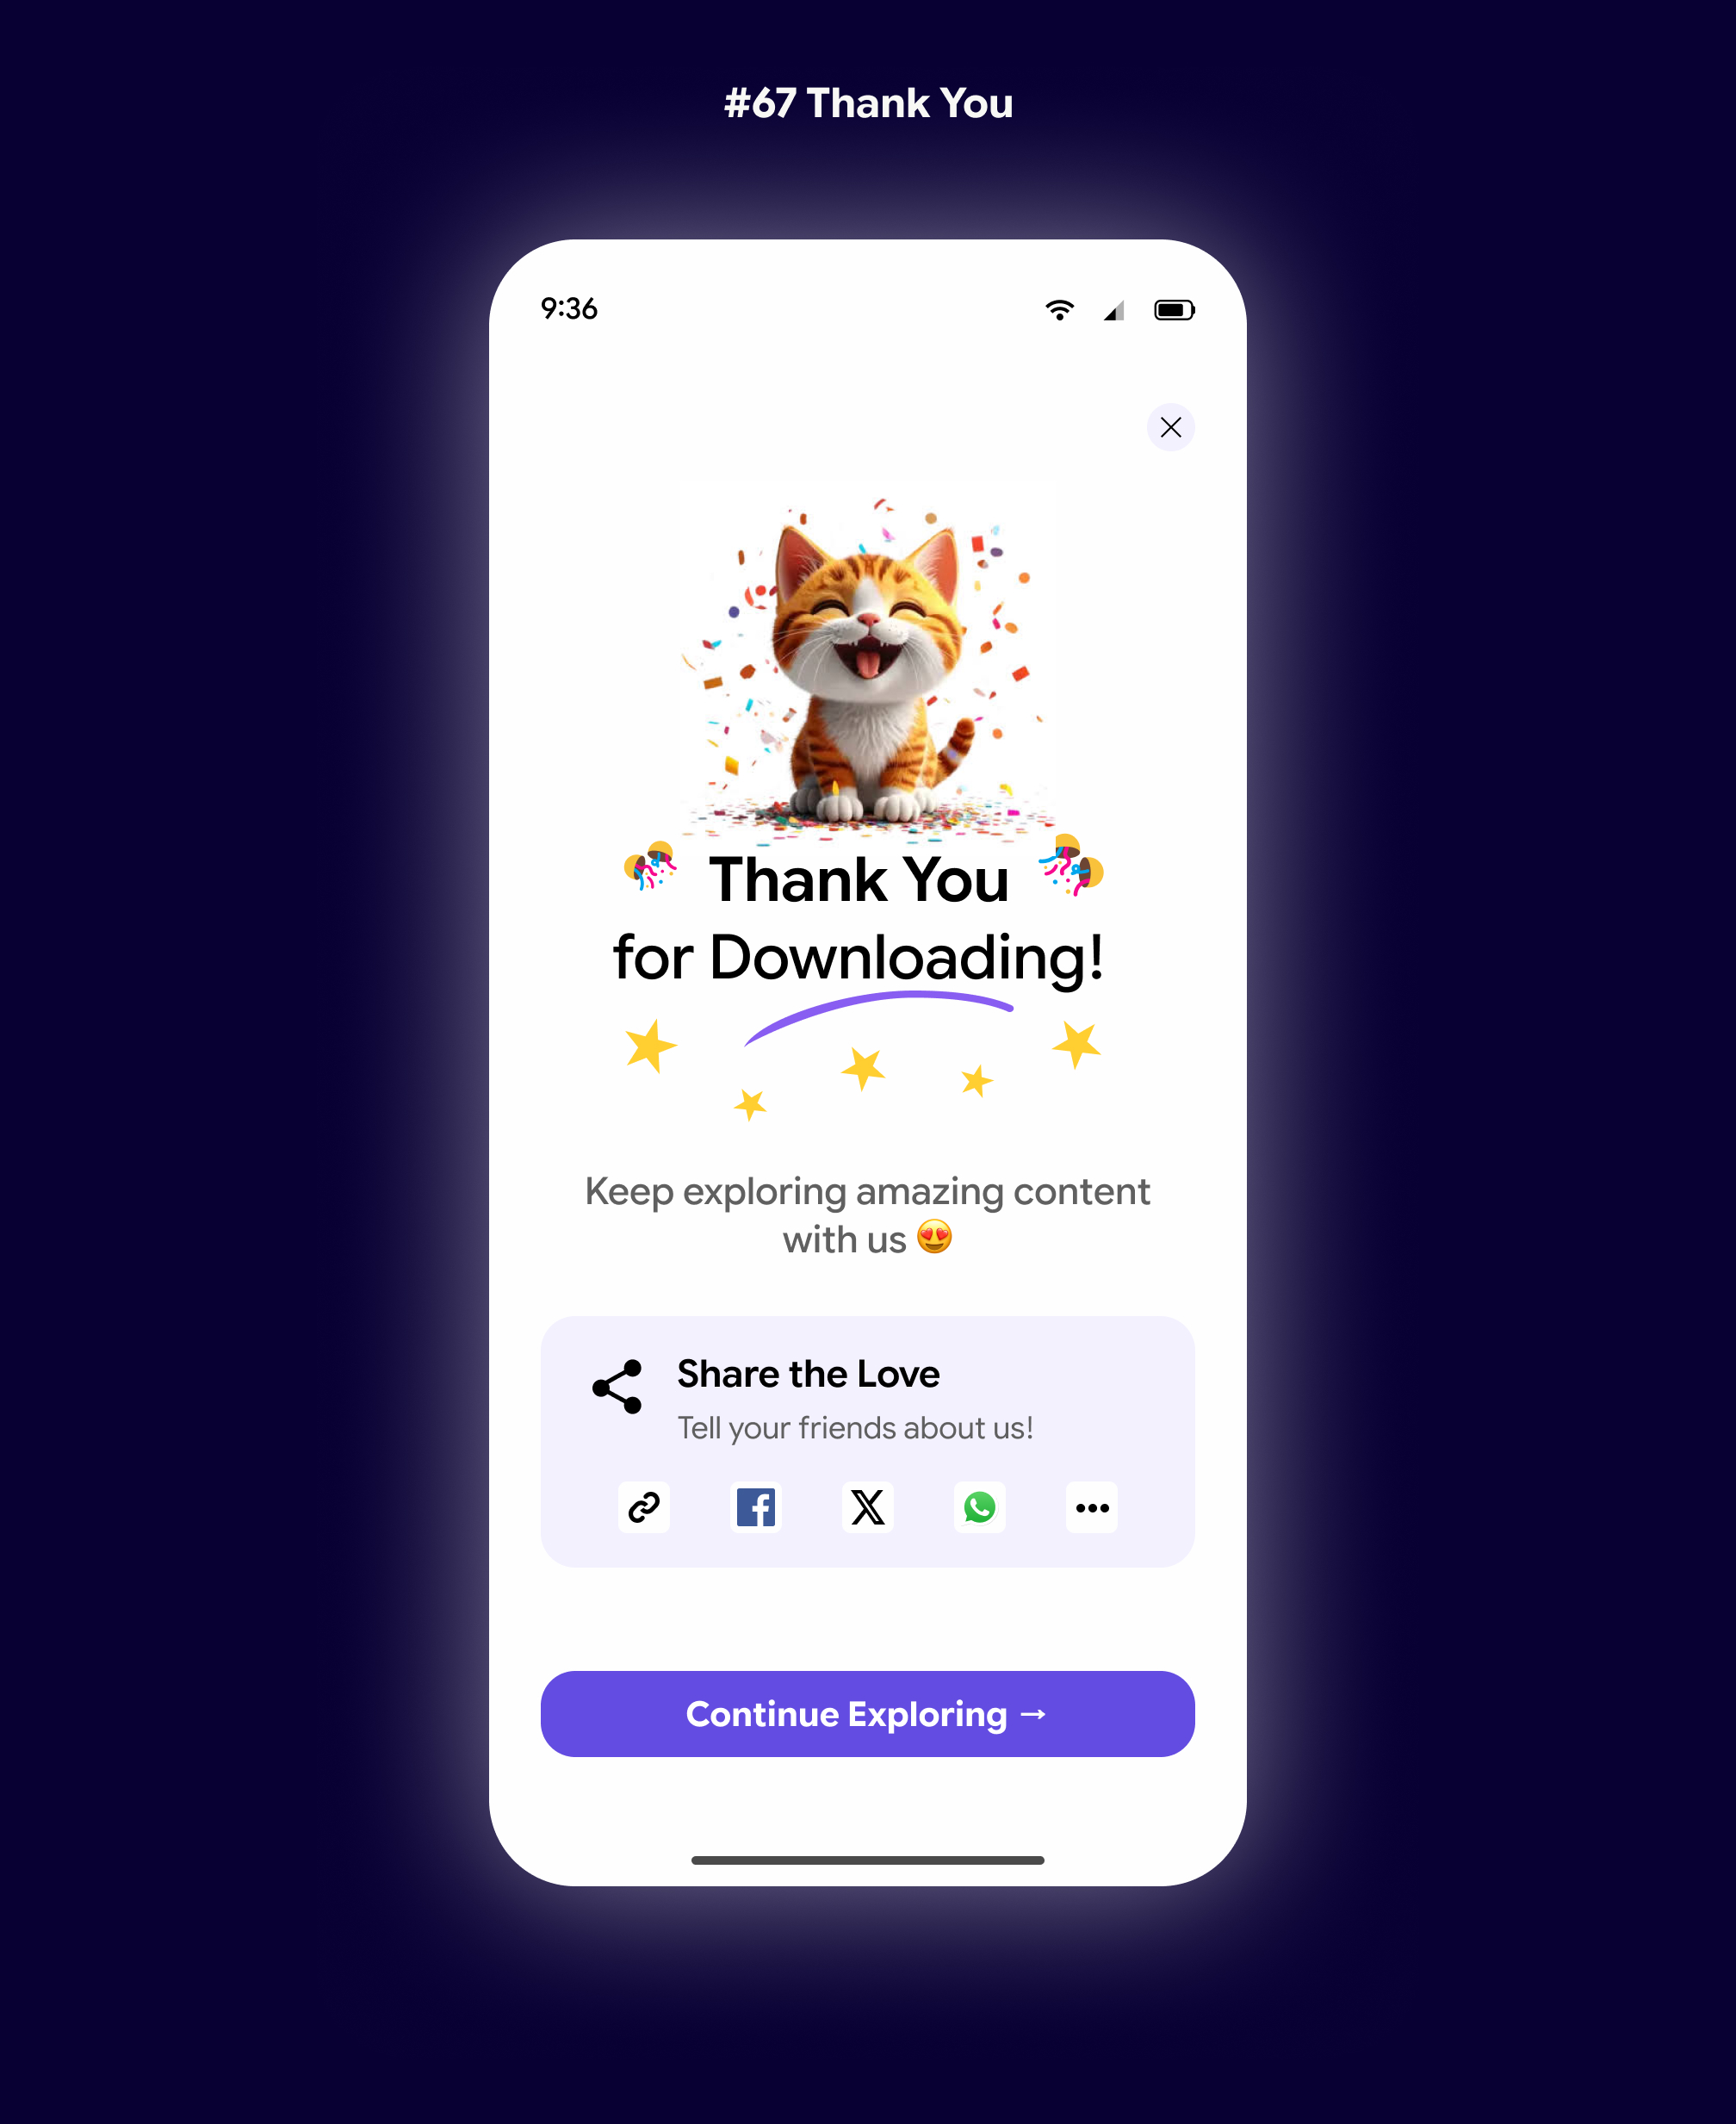 #67 Thank You
9:36
Thank You
for Downloading!
Keep exploring amazing content
with us 😍
Share the Love
Tell your friends about us!
Continue Exploring →